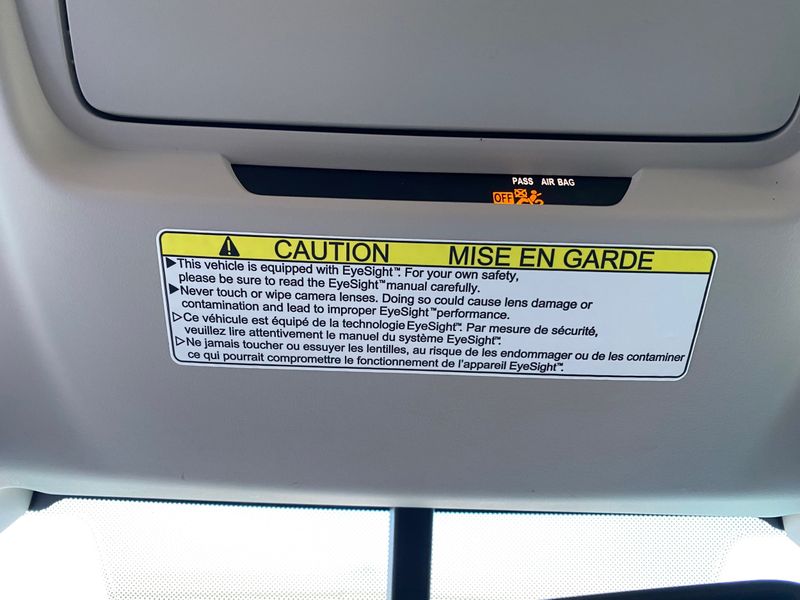 PASS AIR BAG
OFF
CAUTION MISE EN GARDE
▶This vehicle is equipped with EyeSight™. For your own safety,
please be sure to read the EyeSight™ manual carefully.
▶Never touch or wipe camera lenses. Doing so could cause lens damage or
contamination and lead to improper EyeSight™ performance.
▷Ce véhicule est équipé de la technologie EyeSight™. Par mesure de sécurité,
veuillez lire attentivement le manuel du système EyeSight™.
▷Ne jamais toucher ou essuyer les lentilles, au risque de les endommager ou de les contaminer
ce qui pourrait compromettre le fonctionnement de l'appareil EyeSight™.